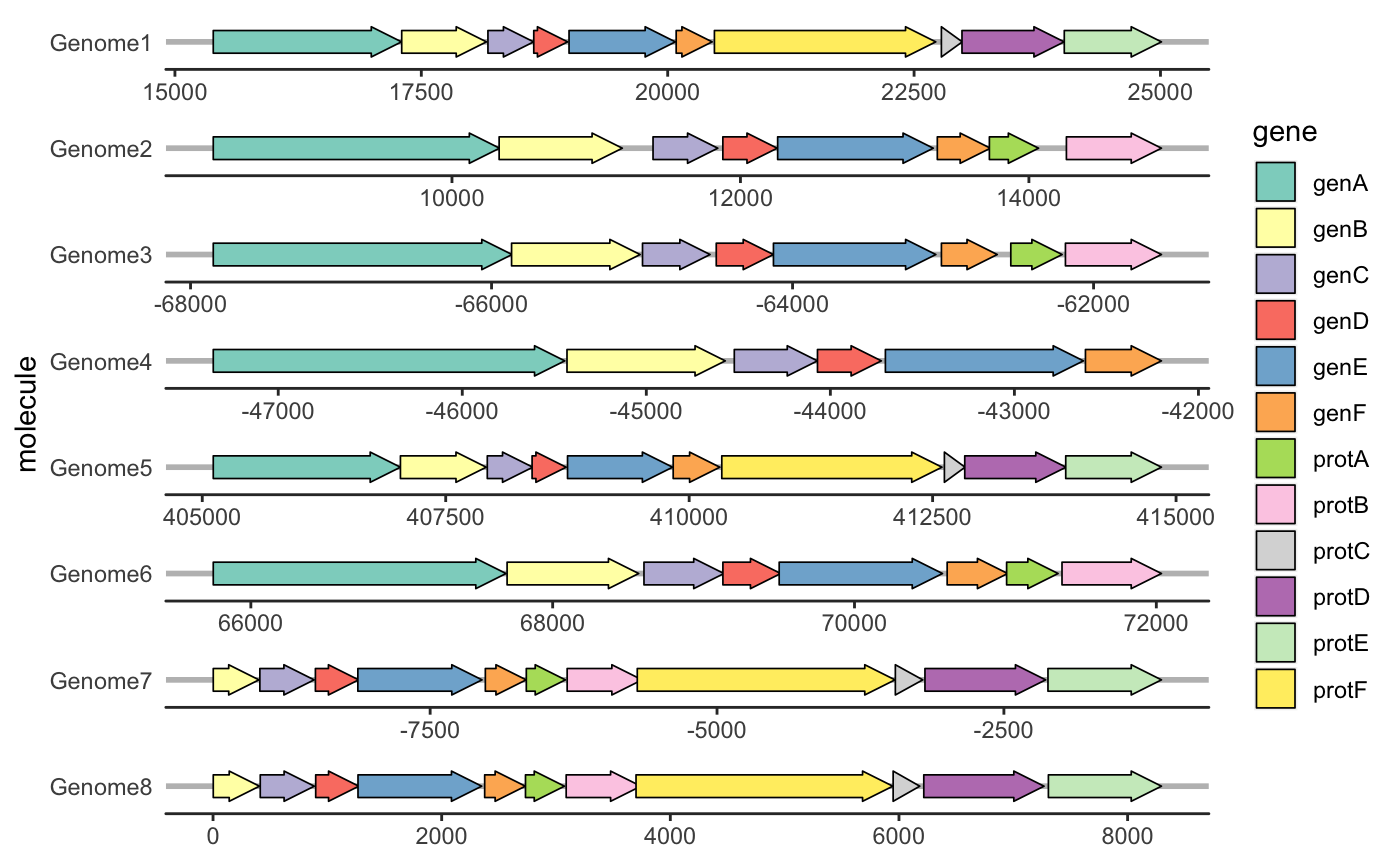 Genome1
15000 17500 20000 22500 25000
Genome2
10000 12000 14000
Genome3
-68000 -66000 -64000 -62000
Genome4
-47000 -46000 -45000 -44000 -43000 -42000
Genome5
405000 407500 410000 412500 415000
Genome6
66000 68000 70000 72000
Genome7
-7500 -5000 -2500
Genome8
0 2000 4000 6000 8000
molecule
gene
genA
genB
genC
genD
genE
genF
protA
protB
protC
protD
protE
protF